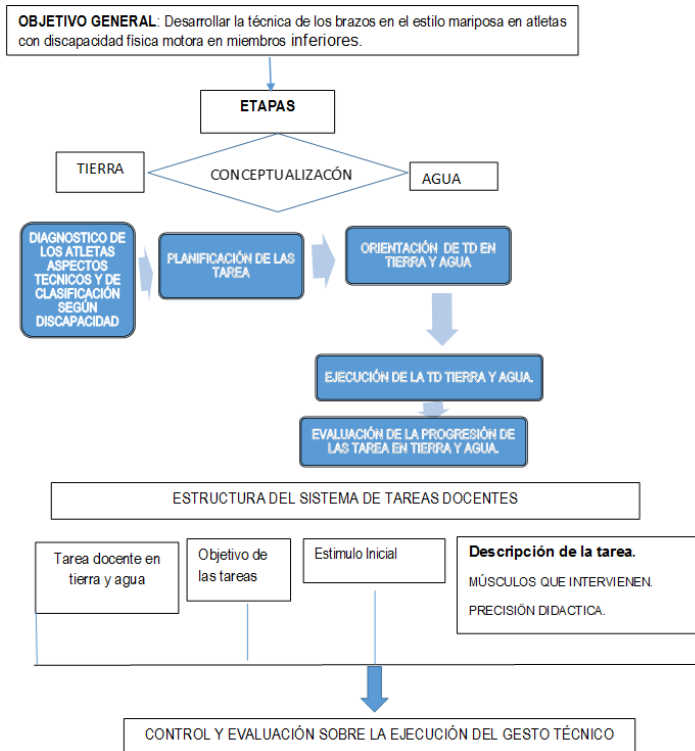 OBJETIVO GENERAL: Desarrollar la técnica de los brazos en el estilo mariposa en atletas
con discapacidad física motora en miembros inferiores.
ETAPAS
TIERRA
CONCEPTUALIZACÓN
AGUA
DIAGNOSTICO DE
LOS ATLETAS
ASPECTOS
TECNICOS Y DE
CLASIFICACIÓN
SEGÚN
DISCAPACIDAD
PLANIFICACIÓN DE LAS
TAREA
ORIENTACIÓN DE TD EN
TIERRA Y AGUA
EJECUCIÓN DE LA TD TIERRA Y AGUA.
EVALUACIÓN DE LA PROGRESIÓN DE
LAS TAREA EN TIERRA Y AGUA.
ESTRUCTURA DEL SISTEMA DE TAREAS DOCENTES
Tarea docente en
tierra y agua
Objetivo de
las tareas
Estimulo Inicial
Descripción de la tarea.
MÚSCULOS QUE INTERVIENEN.
PRECISIÓN DIDACTICA.
CONTROL Y EVALUACIÓN SOBRE LA EJECUCIÓN DEL GESTO TÉCNICO